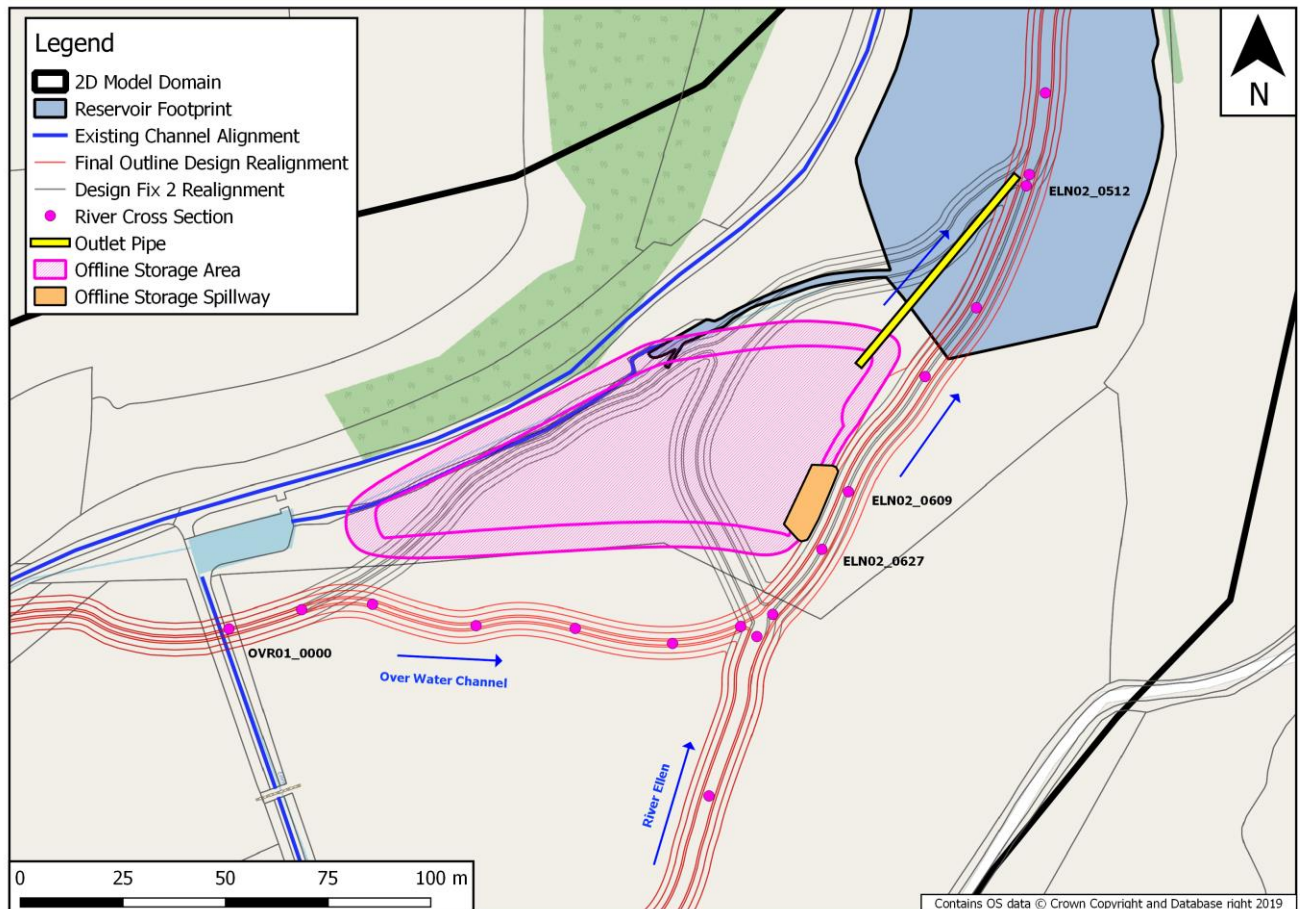 Legend
2D Model Domain
Reservoir Footprint
Existing Channel Alignment
Final Outline Design Realignment
Design Fix 2 Realignment
River Cross Section
Outlet Pipe
Offline Storage Area
Offline Storage Spillway
N
ELN02_0512
ELN02_0609
ELN02_0627
OVR01_0000
Over Water Channel
River Ellen
0 25 50 75 100 m
Contains OS data © Crown Copyright and Database right 2019